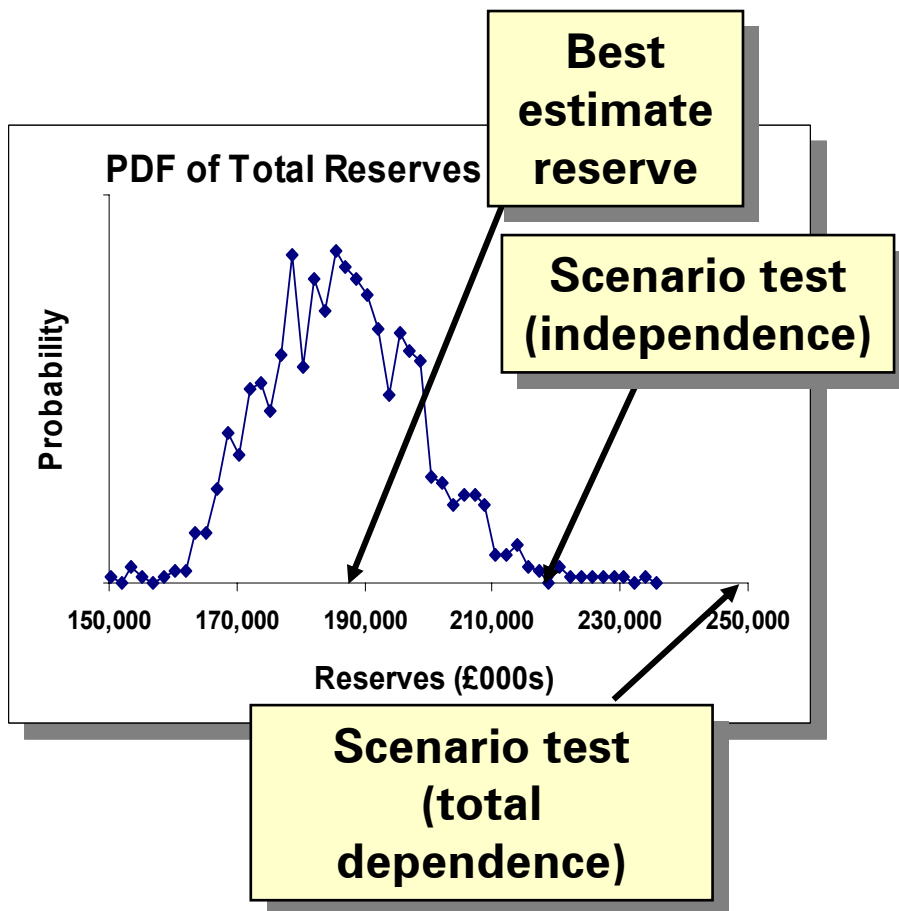 Best
estimate
reserve
PDF of Total Reserves
Scenario test
(independence)
Probability
150,000 170,000 190,000 210,000 230,000 250,000
Reserves (£000s)
Scenario test
(total
dependence)